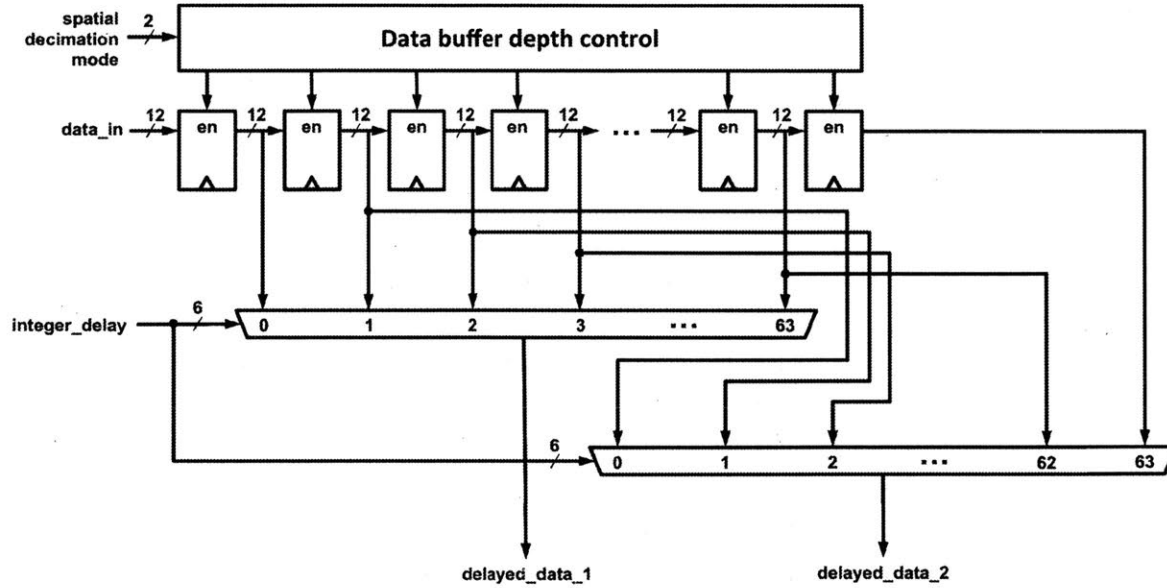 spatial
decimation
mode
2
Data buffer depth control
data_in
12
en
12
en
12
en
12
en
12
...
12
en
12
en
integer_delay
6
0
1
2
3
...
63
6
0
1
2
...
62
63
delayed_data_1
delayed_data_2